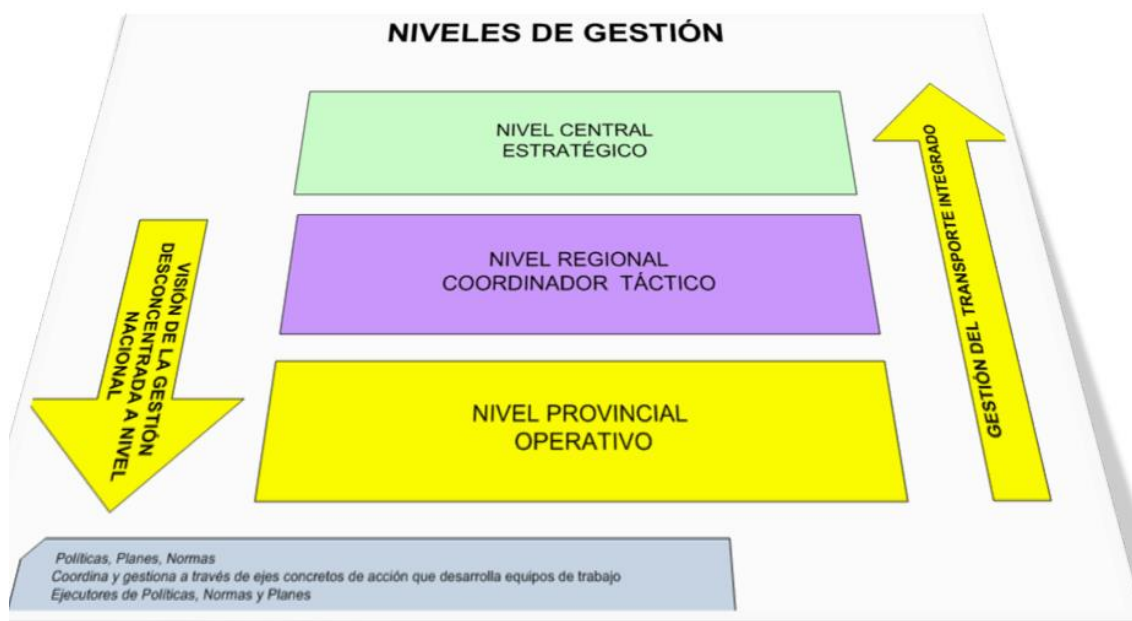 NIVELES DE GESTIÓN
NIVEL CENTRAL
ESTRATÉGICO
NIVEL REGIONAL
COORDINADOR TÁCTICO
NIVEL PROVINCIAL
OPERATIVO
VISIÓN DE LA GESTIÓN
DESCONCENTRADA A NIVEL
NACIONAL
GESTIÓN DEL TRANSPORTE INTEGRADO
Políticas, Planes, Normas
Coordina y gestiona a través de ejes concretos de acción que desarrolla equipos de trabajo
Ejecutores de Políticas, Normas y Planes